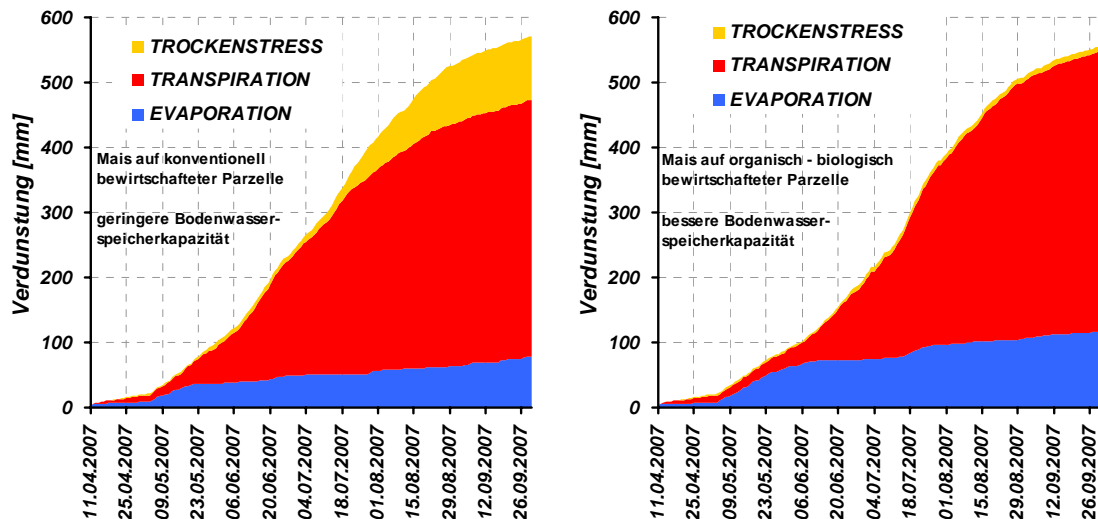 600
500
400
300
200
100
0
Verdunstung [mm]
TROCKENSTRESS
TRANSPIRATION
EVAPORATION
Mais auf konventionell
bewirtschafteter Parzelle
geringere Bodenwasser-
speicherkapazität
11.04.2007
25.04.2007
09.05.2007
23.05.2007
06.06.2007
20.06.2007
04.07.2007
18.07.2007
01.08.2007
15.08.2007
29.08.2007
12.09.2007
26.09.2007
600
500
400
300
200
100
0
Verdunstung [mm]
TROCKENSTRESS
TRANSPIRATION
EVAPORATION
Mais auf organisch - biologisch
bewirtschafteter Parzelle
bessere Bodenwasser-
speicherkapazität
11.04.2007
25.04.2007
09.05.2007
23.05.2007
06.06.2007
20.06.2007
04.07.2007
18.07.2007
01.08.2007
15.08.2007
29.08.2007
12.09.2007
26.09.2007